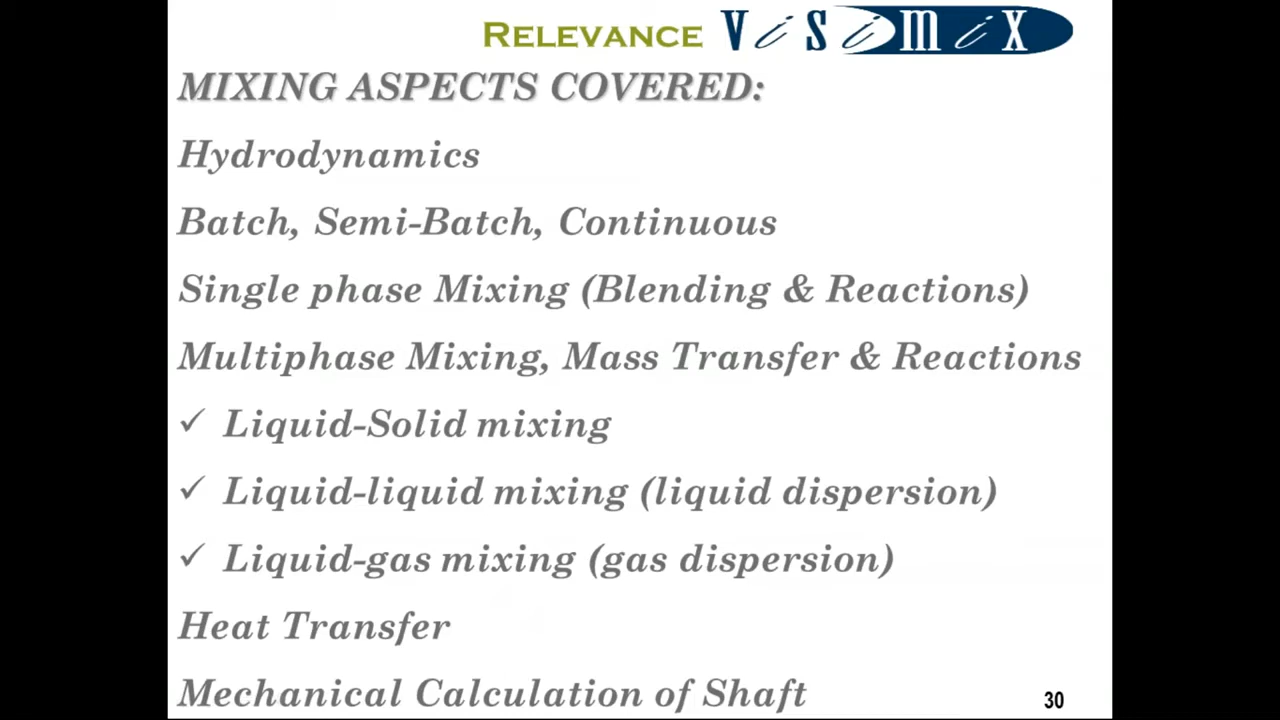 RELEVANCE ViSiMiX
MIXING ASPECTS COVERED:
Hydrodynamics
Batch, Semi-Batch, Continuous
Single phase Mixing (Blending & Reactions)
Multiphase Mixing, Mass Transfer & Reactions
✓ Liquid-Solid mixing
✓ Liquid-liquid mixing (liquid dispersion)
✓ Liquid-gas mixing (gas dispersion)
Heat Transfer
Mechanical Calculation of Shaft
30